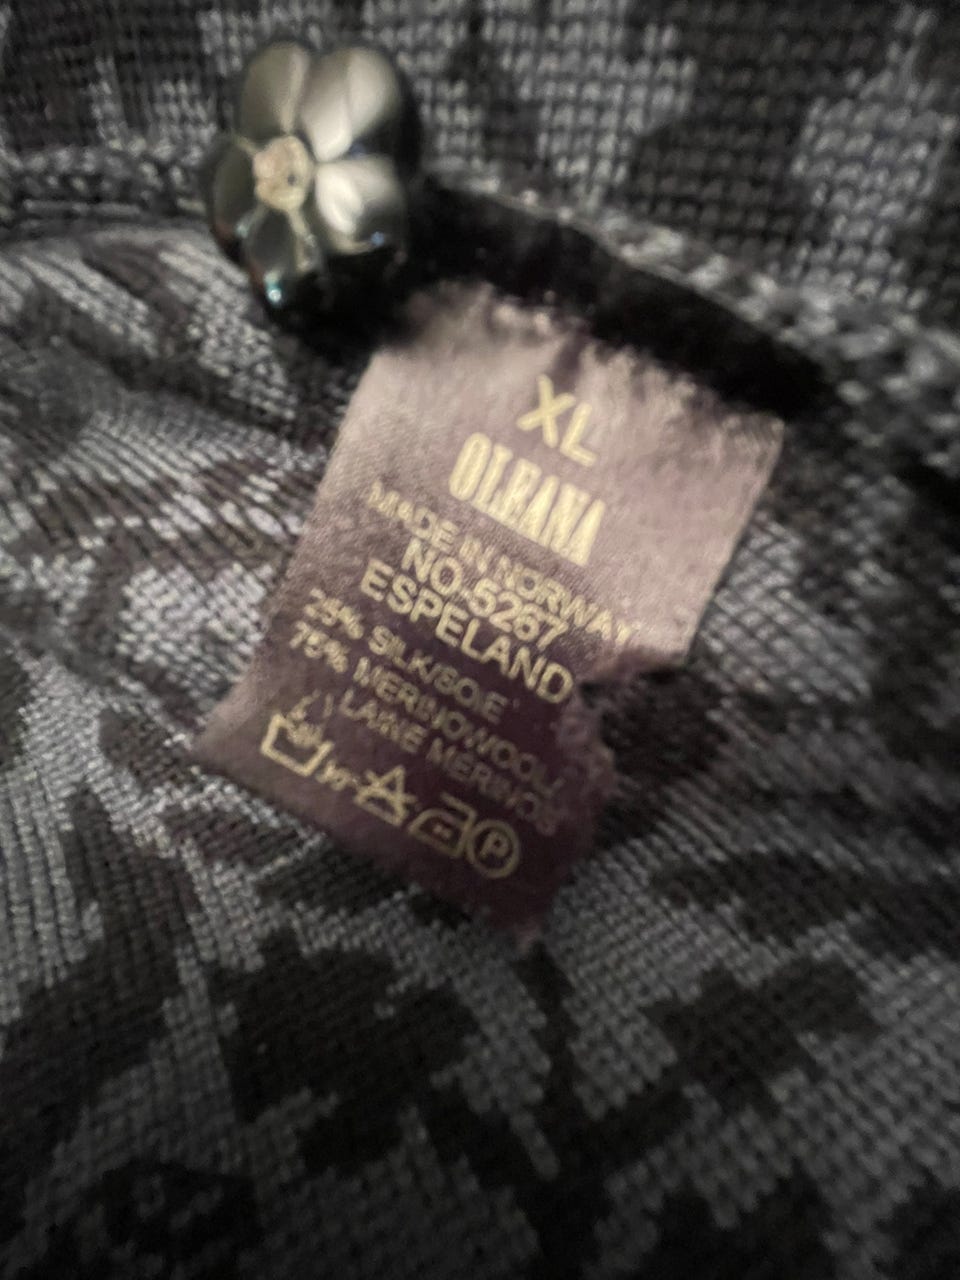 XL
OLEANA
MADE IN NORWAY
NO-5267
ESPELAND
25% SILK/SOIE
75% MERINOWOOL/
LAINE MERINOS
P